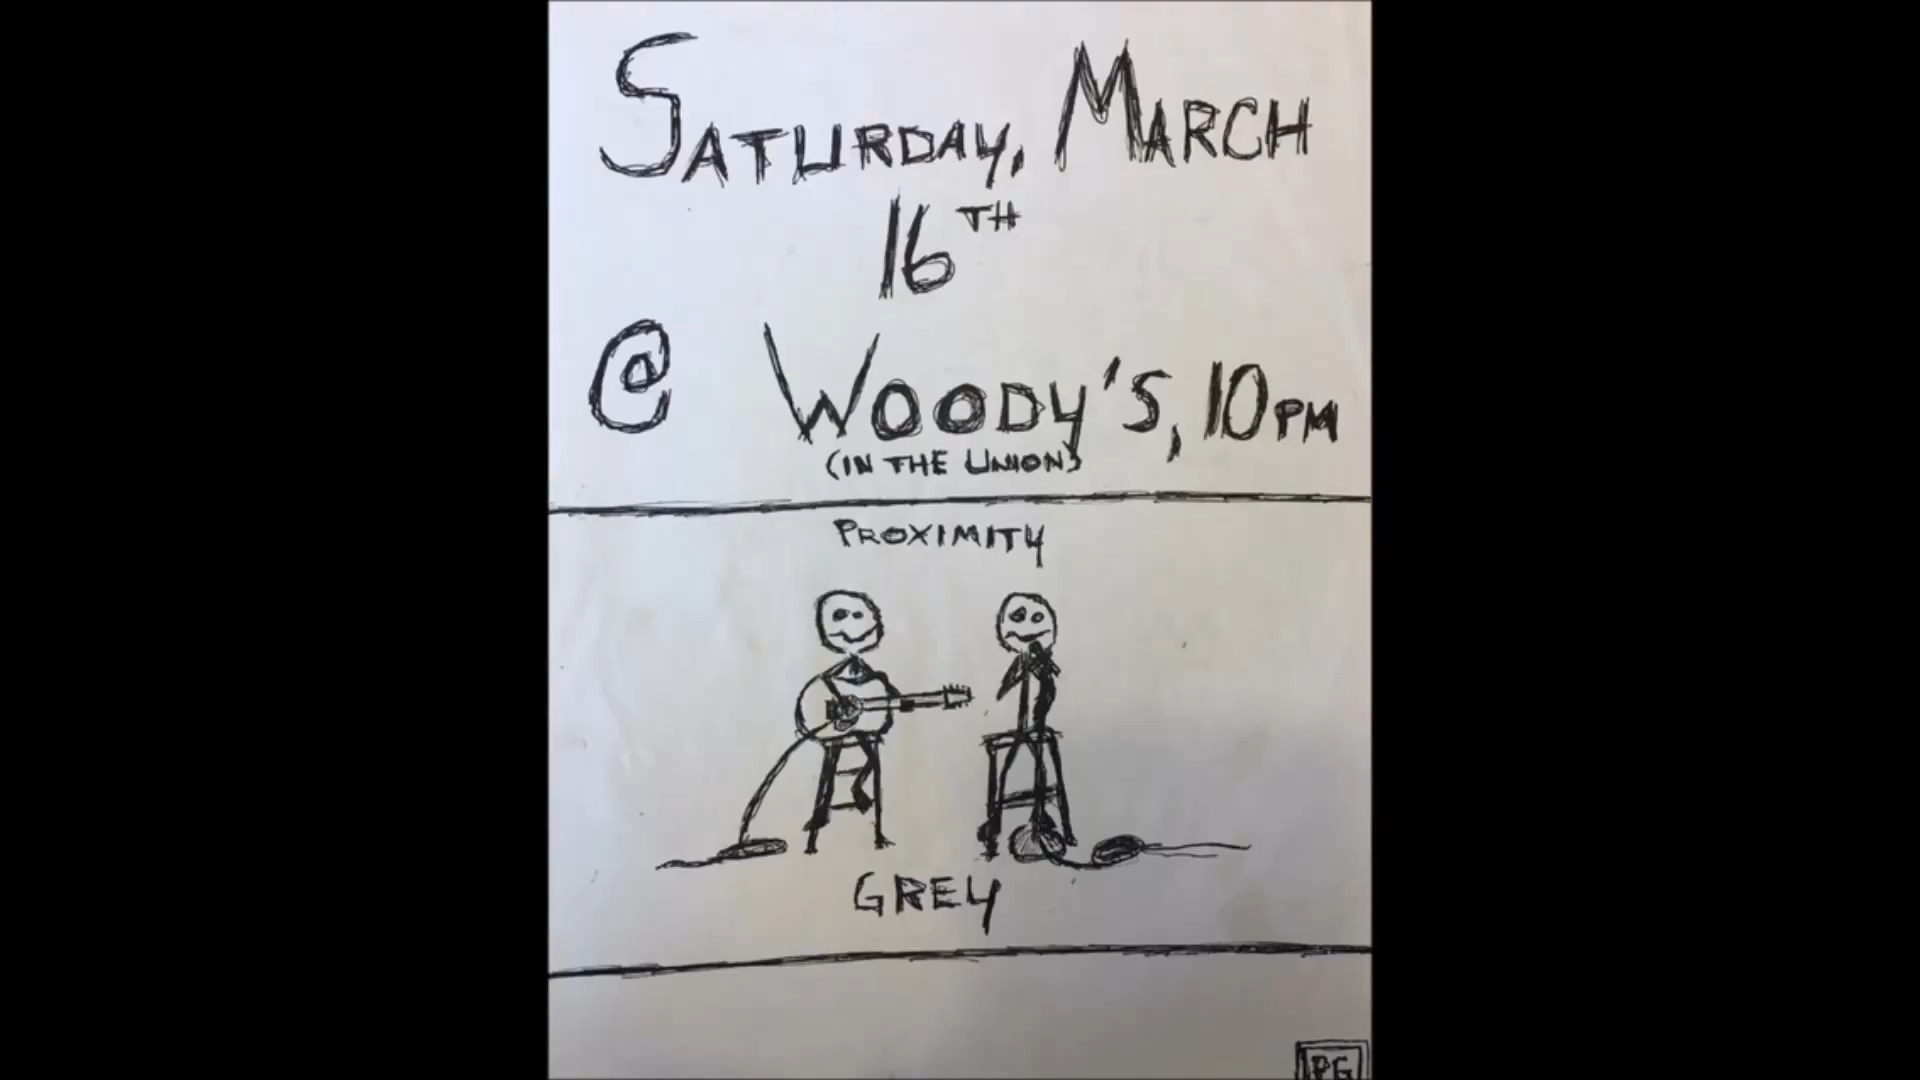 SATURDAY, MARCH
16TH
@ WOODY'S, 10PM
(IN THE UNION)
PROXIMITY
GREY
PG